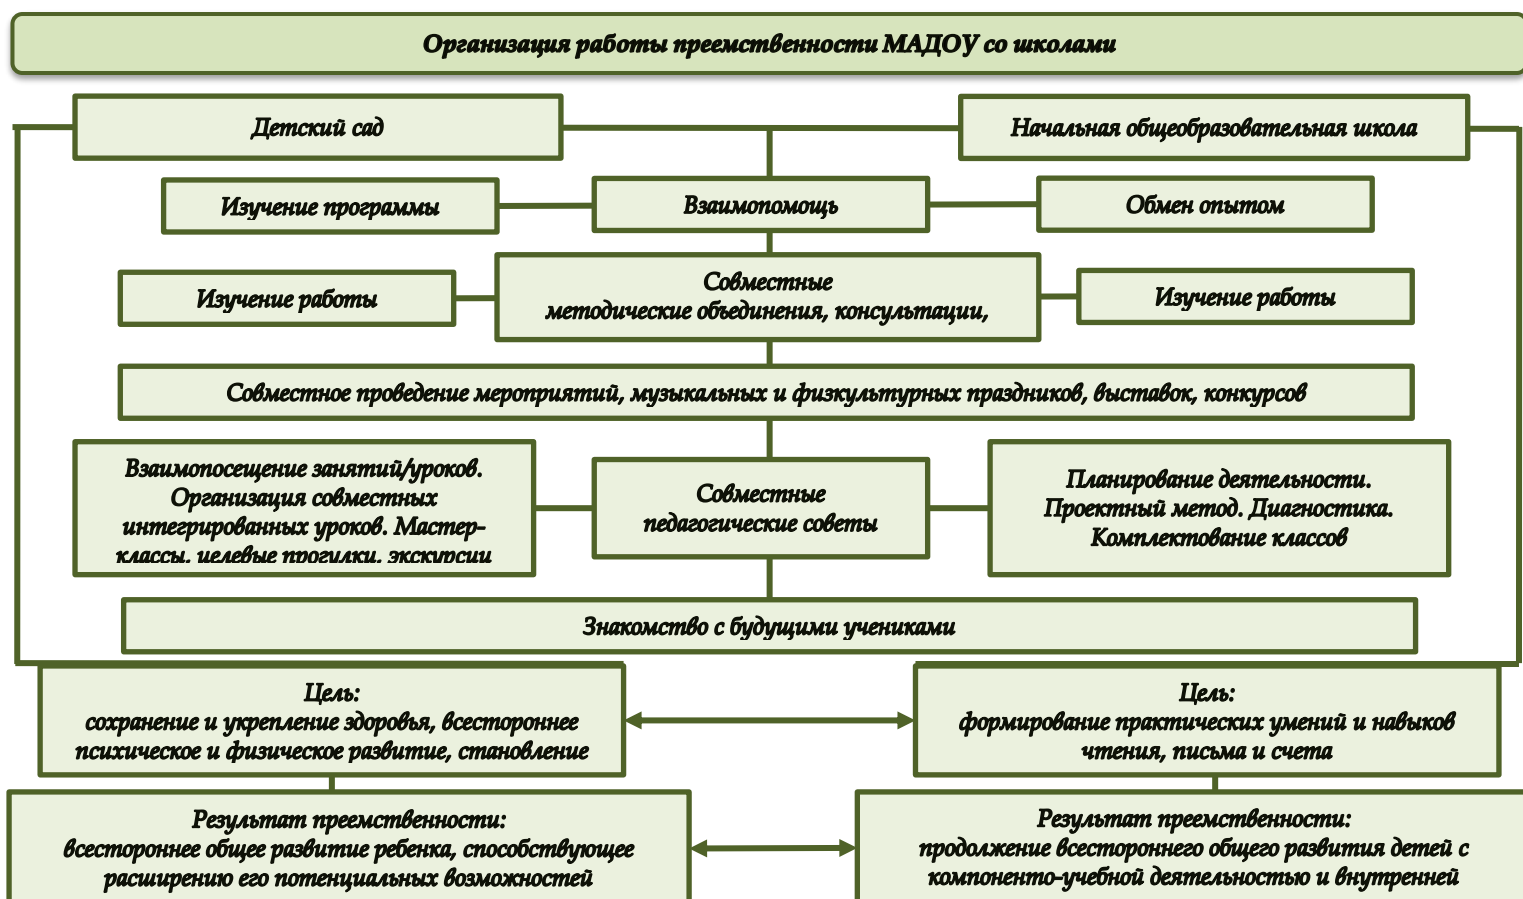 Организация работы преемственности МАДОУ со школами
Детский сад
Начальная общеобразовательная школа
Изучение программы
Взаимопомощь
Обмен опытом
Изучение работы
Совместные
методические объединения, консультации,
Изучение работы
Совместное проведение мероприятий, музыкальных и физкультурных праздников, выставок, конкурсов
Взаимопосещение занятий/уроков.
Организация совместных
интегрированных уроков. Мастер-
классы, целевые прогулки, экскурсии
Совместные
педагогические советы
Планирование деятельности.
Проектный метод. Диагностика.
Комплектование классов
Знакомство с будущими учениками
Цель:
сохранение и укрепление здоровья, всестороннее
психическое и физическое развитие, становление
Цель:
формирование практических умений и навыков
чтения, письма и счета
Результат преемственности:
всестороннее общее развитие ребенка, способствующее
расширению его потенциальных возможностей
Результат преемственности:
продолжение всестороннего общего развития детей с
компоненто-учебной деятельностью и внутренней